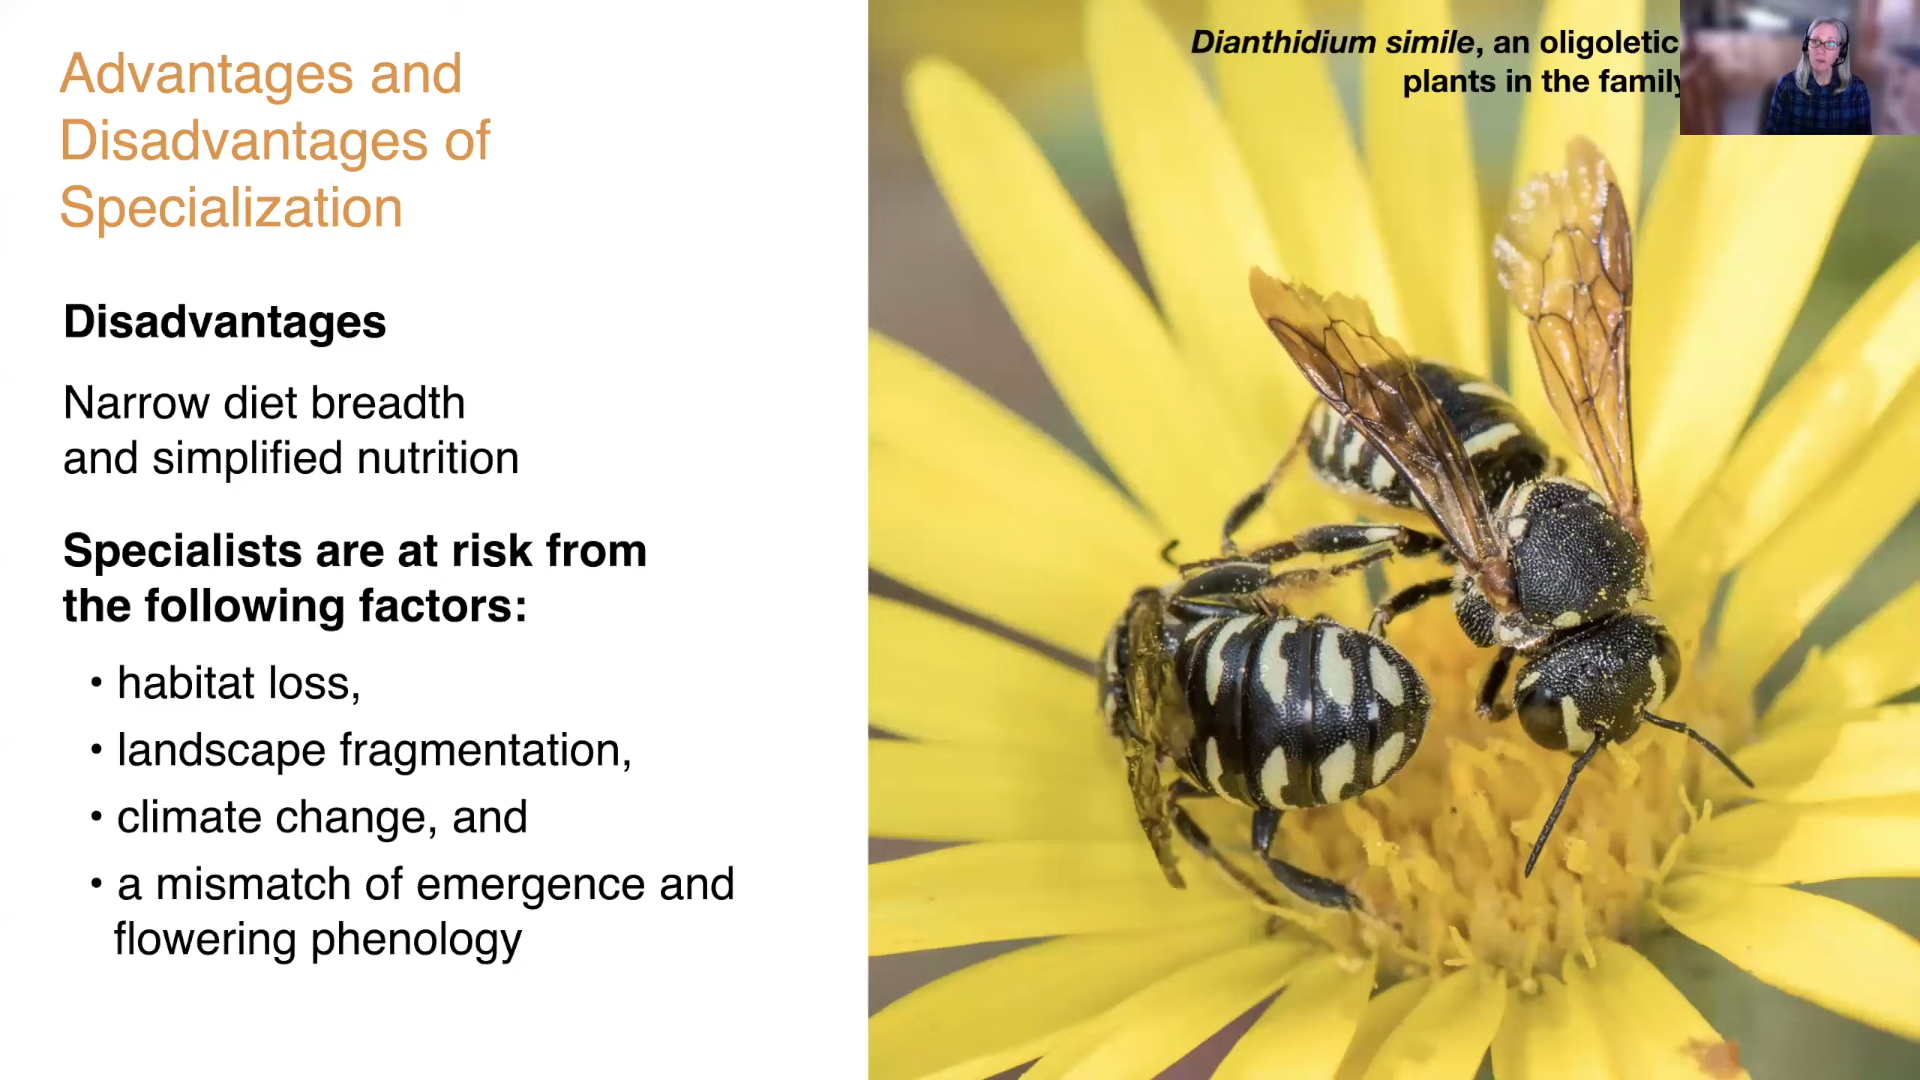 Advantages and
Disadvantages of
Specialization
Disadvantages
Narrow diet breadth
and simplified nutrition
Specialists are at risk from
the following factors:
• habitat loss,
• landscape fragmentation,
• climate change, and
• a mismatch of emergence and
flowering phenology
Dianthidium simile, an oligoletic
plants in the family